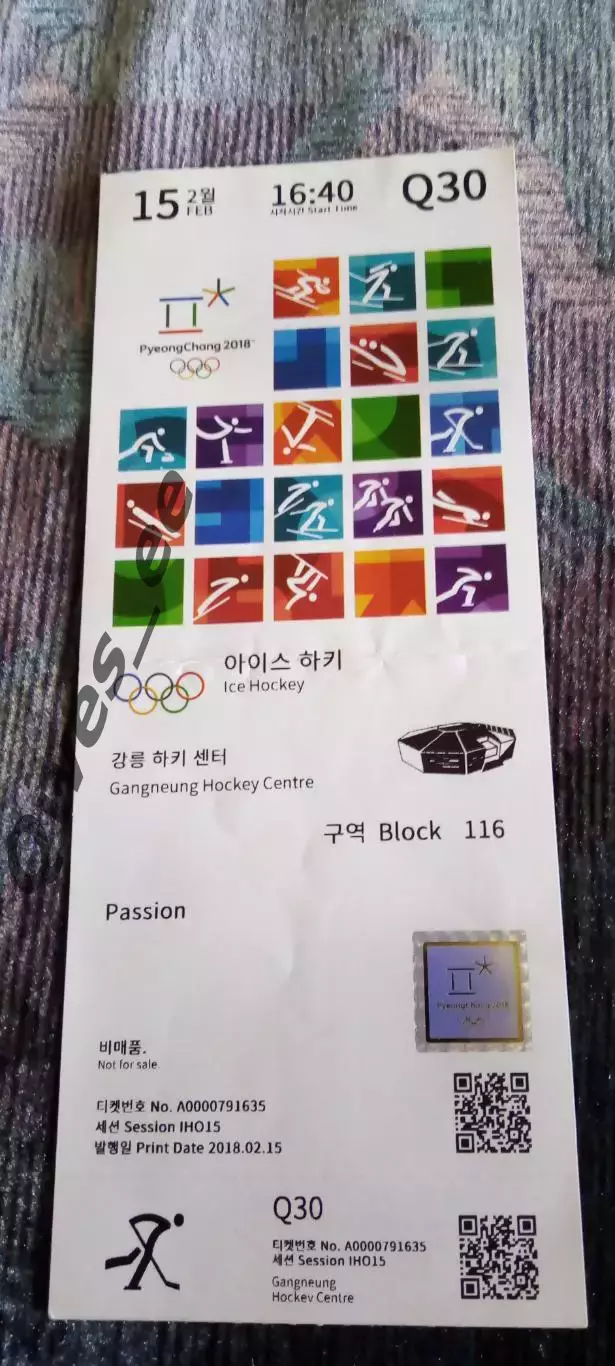 15 2월 FEB 16:40 시작시간 Start Time Q30
PyeongChang 2018
아이스 하키
Ice Hockey
강릉 하키 센터
Gangneung Hockey Centre
구역 Block 116
Passion
PyeongChang 2018
비매품.
Not for sale.
티켓번호 No. A0000791635
세션 Session IHO15
발행일 Print Date 2018.02.15
Q30
티켓번호 No. A0000791635
세션 Session IHO15
Gangneung
Hockey Centre